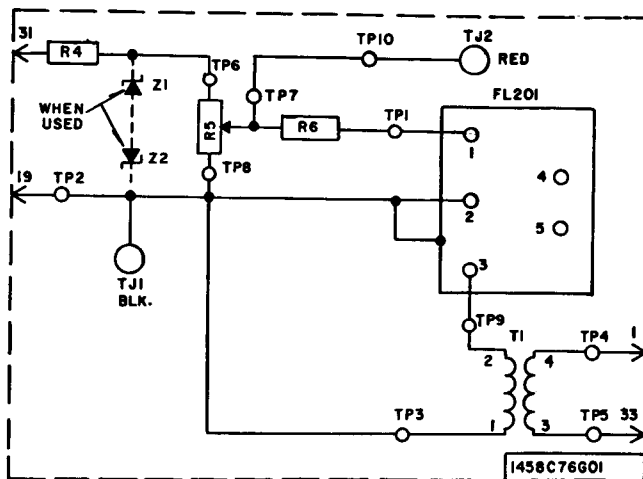 31
R4
TP6
TP10
TJ2
RED
Z1
TP7
FL201
WHEN
USED
R5
R6
TP1
1
Z2
TP8
4
19
TP2
2
5
TJ1
BLK.
3
TP9
T1
TP4
1
2
4
TP3
1
3
TP5
33
1458C76G01